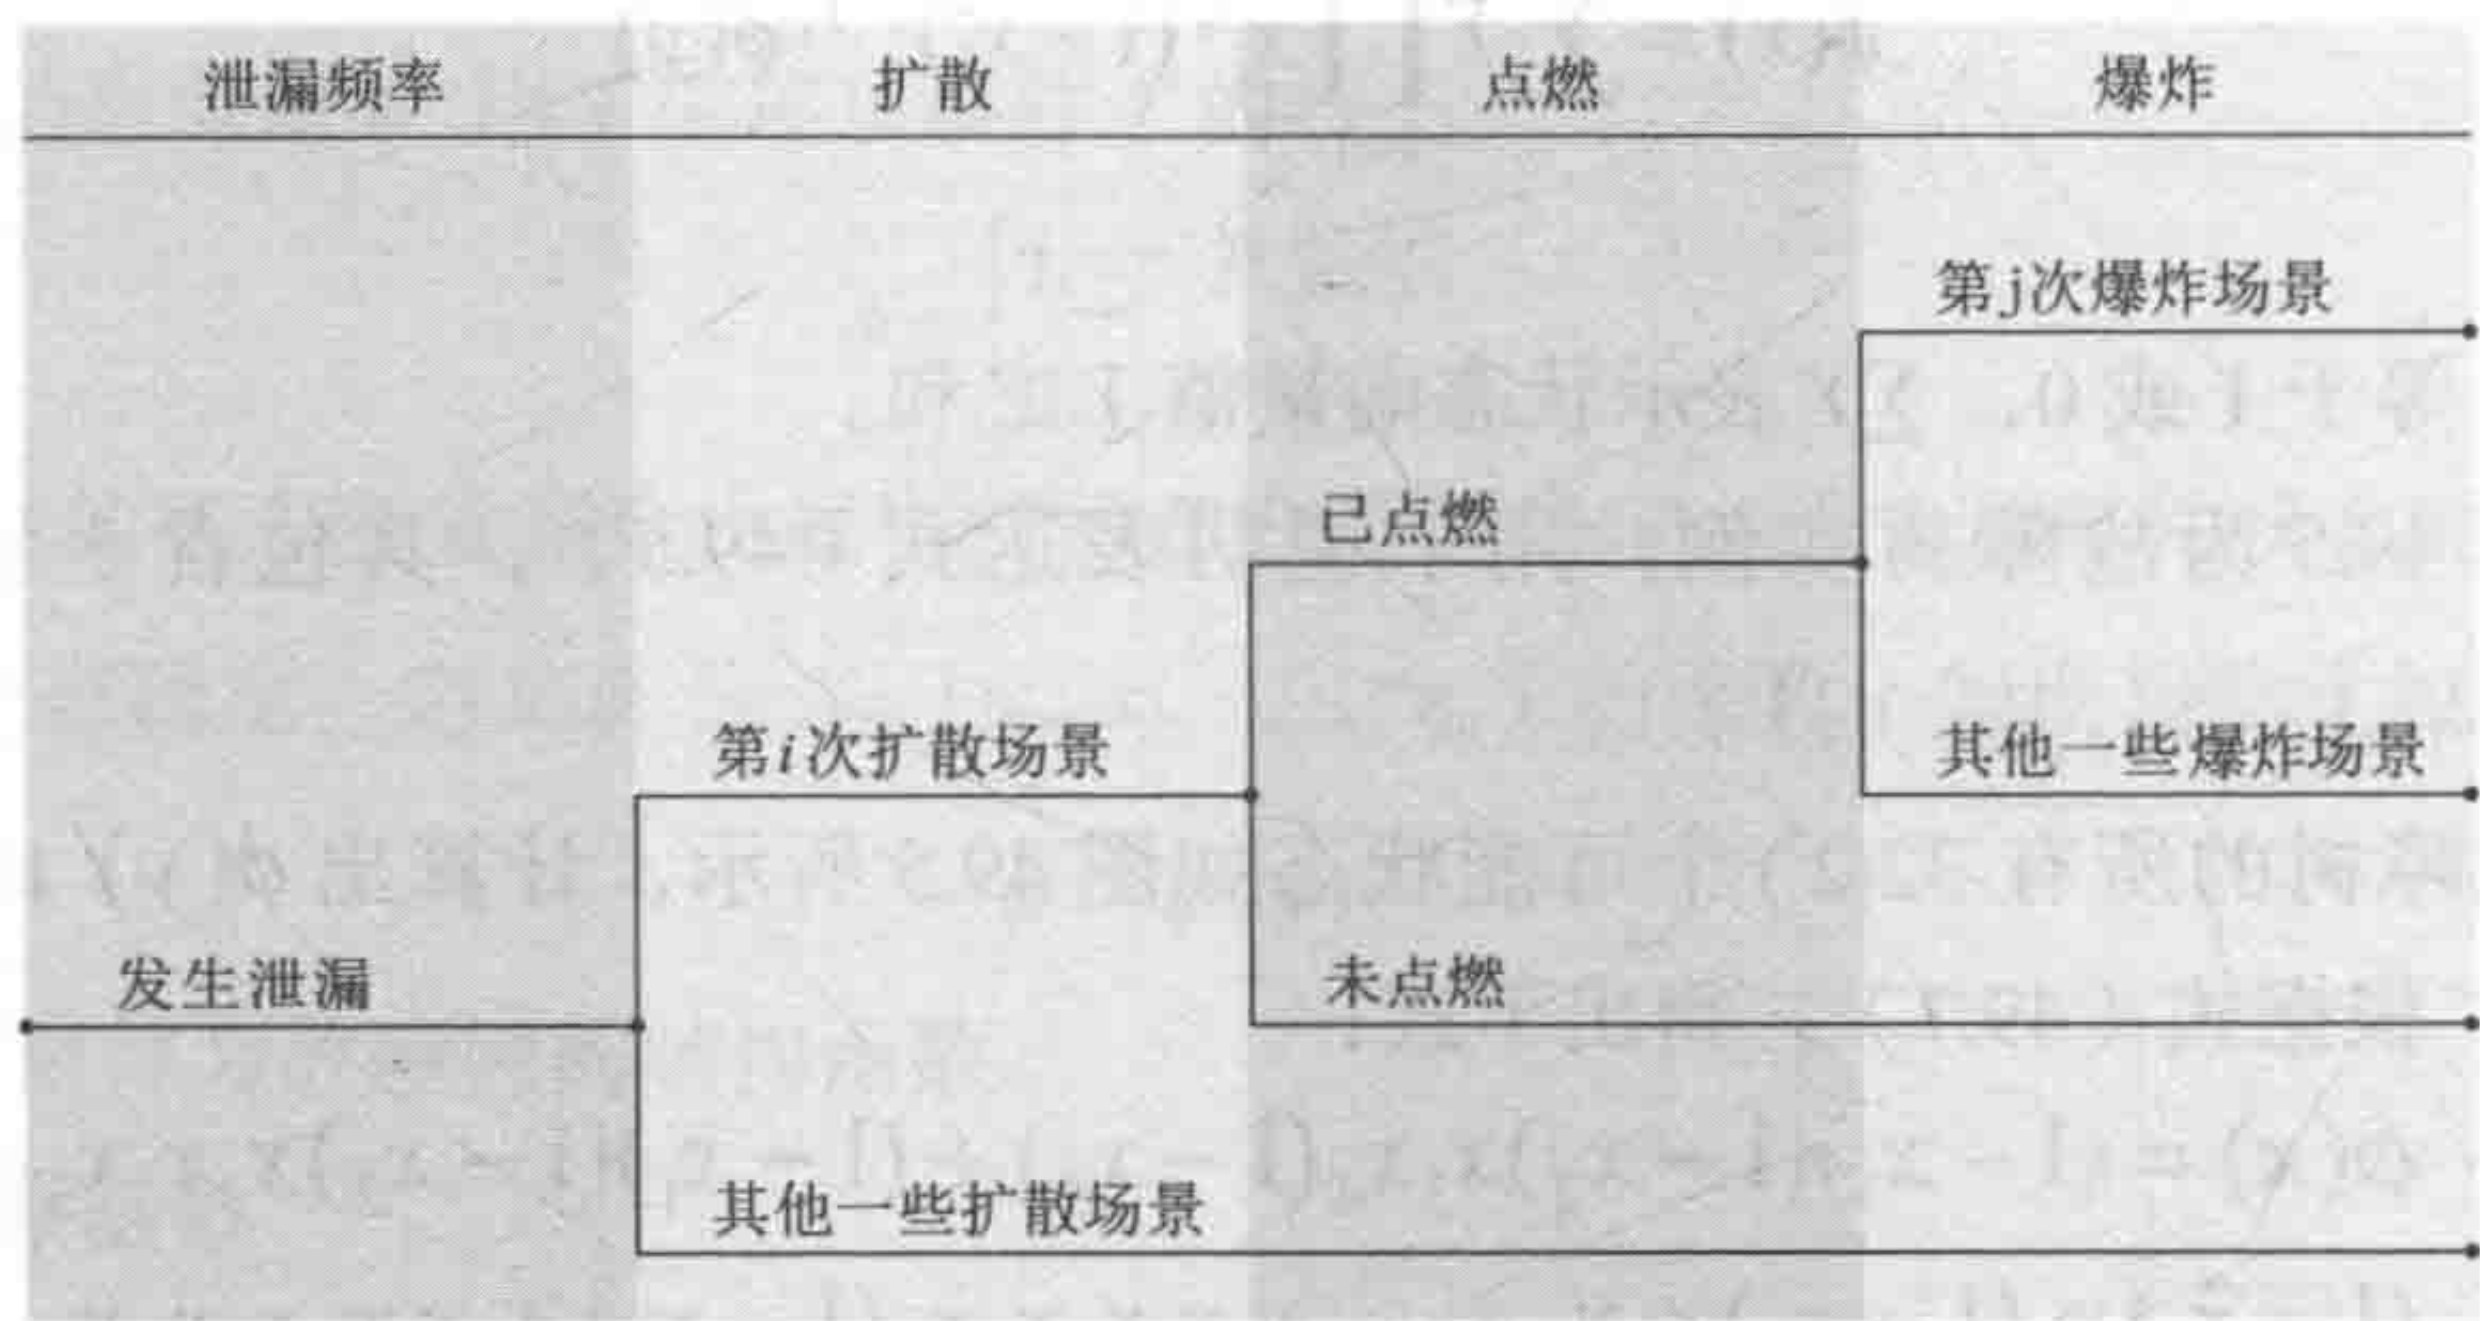 泄漏频率 扩散 点燃 爆炸
第j次爆炸场景
已点燃
第i次扩散场景
其他一些爆炸场景
发生泄漏
未点燃
其他一些扩散场景